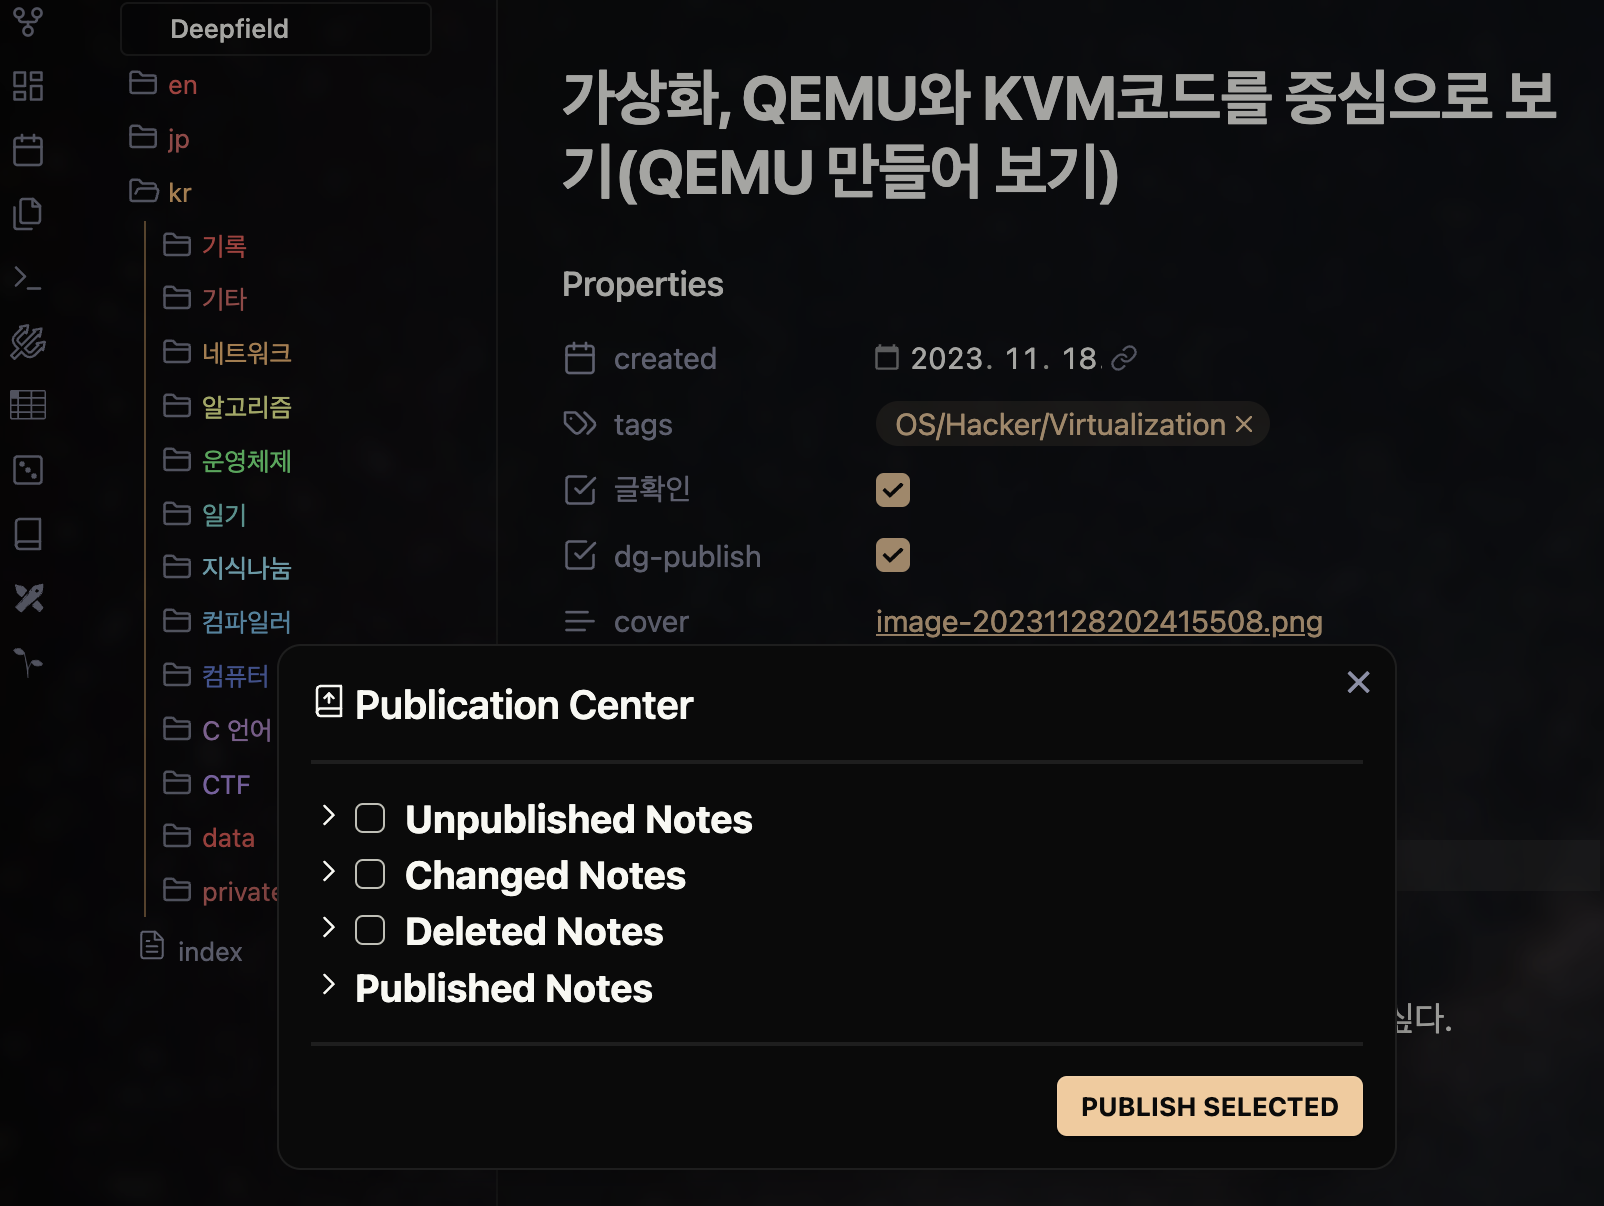 Deepfield
en
jp
kr
기록
기타
네트워크
알고리즘
운영체제
일기
지식나눔
컴파일러
컴퓨터
C 언어
CTF
data
private
index
가상화, QEMU와 KVM코드를 중심으로 보
기(QEMU 만들어 보기)
Properties
created 2023. 11. 18.
tags OS/Hacker/Virtualization
글확인
dg-publish
cover image-20231128202415508.png
Publication Center
Unpublished Notes
Changed Notes
Deleted Notes
Published Notes
싶다.
PUBLISH SELECTED